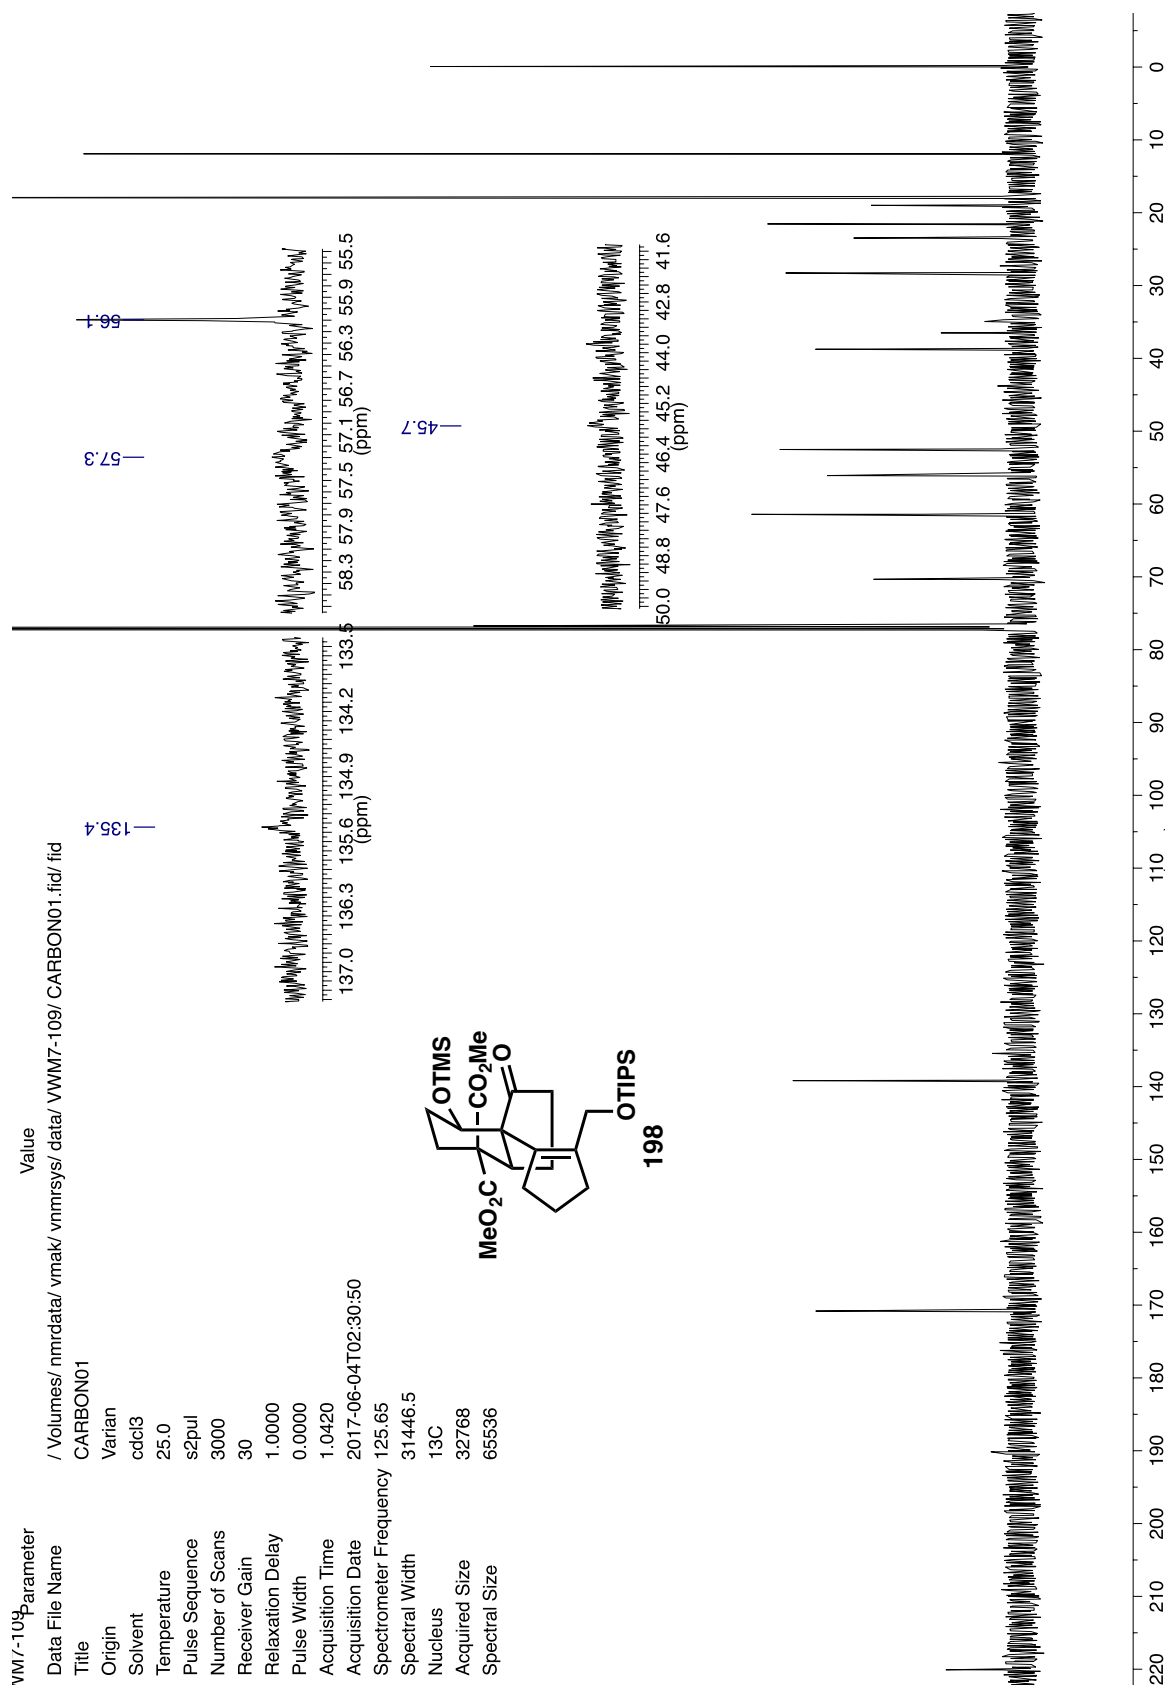 VM7-109
Parameter Value
Data File Name / Volumes/ nmrdata/ vmak/ vnmrsys/ data/ VWM7-109/ CARBON01.fid/ fid
Title CARBON01
Origin Varian
Solvent cdcl3
Temperature 25.0
Pulse Sequence s2pul
Number of Scans 3000
Receiver Gain 30
Relaxation Delay 1.0000
Pulse Width 0.0000
Acquisition Time 1.0420
Acquisition Date 2017-06-04T02:30:50
Spectrometer Frequency 125.65
Spectral Width 31446.5
Nucleus 13C
Acquired Size 32768
Spectral Size 65536
135.4
57.3
56.1
137.0 136.3 135.6 134.9 134.2 133.5
(ppm)
58.3 57.9 57.5 57.1 56.7 56.3 55.9 55.5
(ppm)
45.7
50.0 48.8 47.6 46.4 45.2 44.0 42.8 41.6
(ppm)
OTMS
CO2Me
MeO2C
O
OTIPS
198
220 210 200 190 180 170 160 150 140 130 120 110 100 90 80 70 60 50 40 30 20 10 0